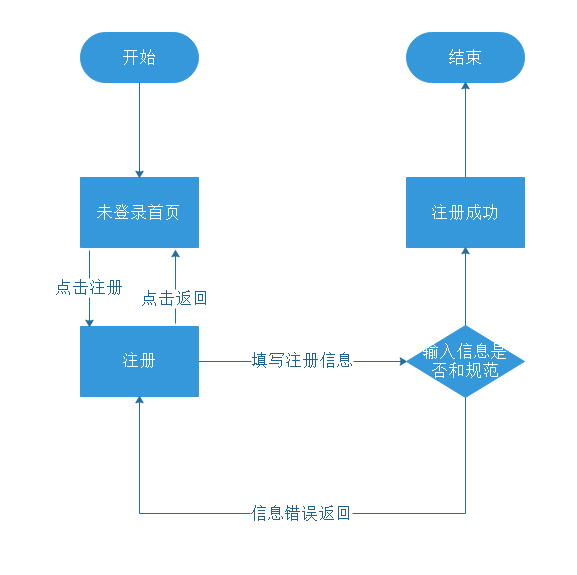 开始
结束
未登录首页
注册成功
点击注册
点击返回
注册
填写注册信息
输入信息是
否和规范
信息错误返回